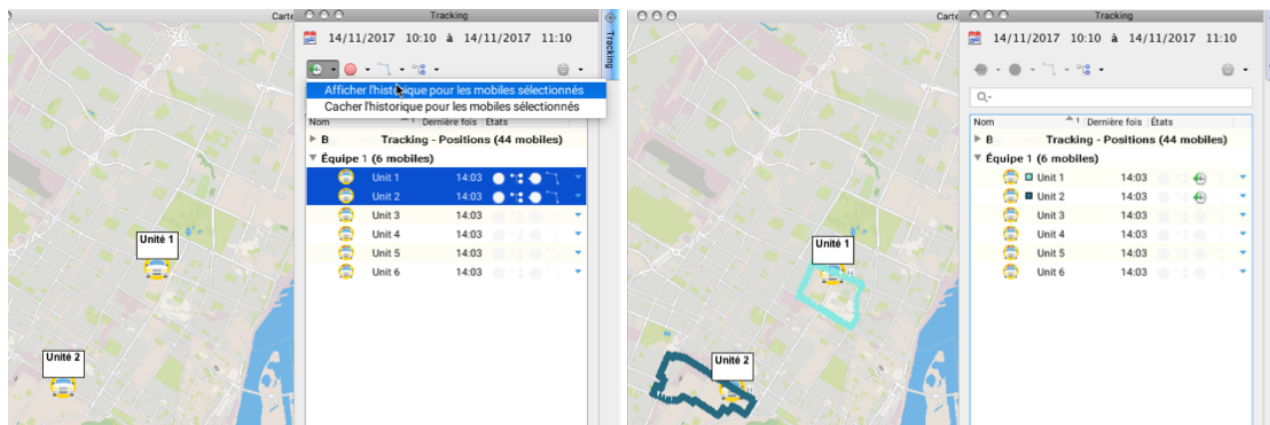 Carte
Tracking
14/11/2017 10:10 à 14/11/2017 11:10
Afficher l'historique pour les mobiles sélectionnés
Cacher l'historique pour les mobiles sélectionnés
Nom 1 Dernière fois États
B Tracking - Positions (44 mobiles)
Équipe 1 (6 mobiles)
Unit 1 14:03
Unit 2 14:03
Unit 3 14:03
Unit 4 14:03
Unit 5 14:03
Unit 6 14:03
Tracking
Unité 1
Unité 2
Carte
Tracking
14/11/2017 10:10 à 14/11/2017 11:10
Nom 1 Dernière fois États
B Tracking - Positions (44 mobiles)
Équipe 1 (6 mobiles)
Unit 1 14:03
Unit 2 14:03
Unit 3 14:03
Unit 4 14:03
Unit 5 14:03
Unit 6 14:03
Unité 1
H
Unité 2
H